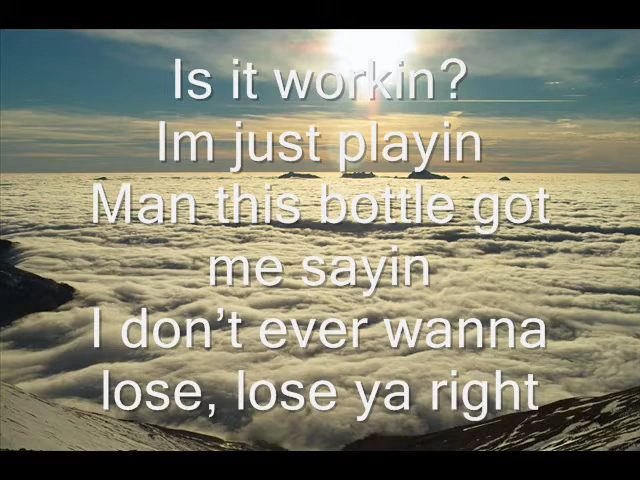 Is it workin?
Im just playin
Man this bottle got
me sayin
I don't ever wanna
lose, lose ya right